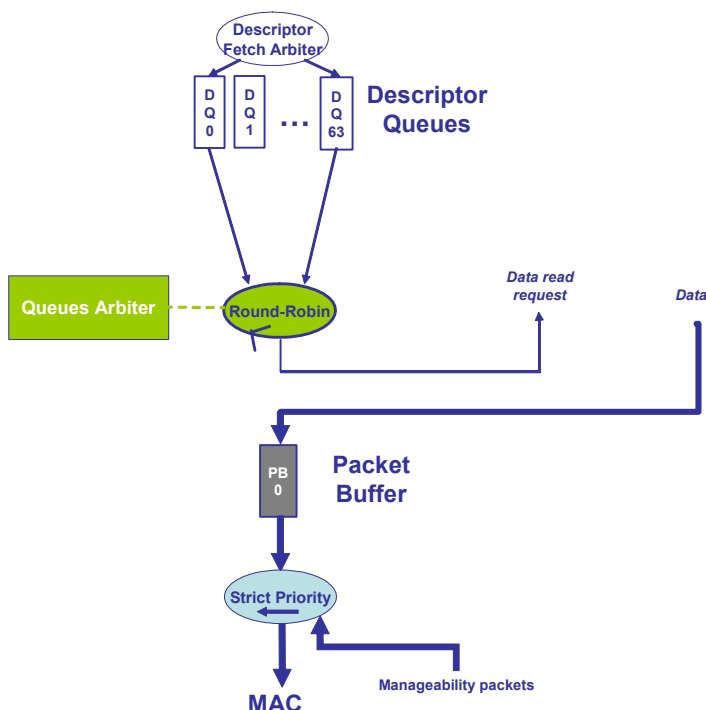 Descriptor
Fetch Arbiter
D
Q
0
D
Q
1
...
D
Q
63
Descriptor
Queues
Queues Arbiter
Round-Robin
Data read
request
Data
PB
0
Packet
Buffer
Strict Priority
Manageability packets
MAC